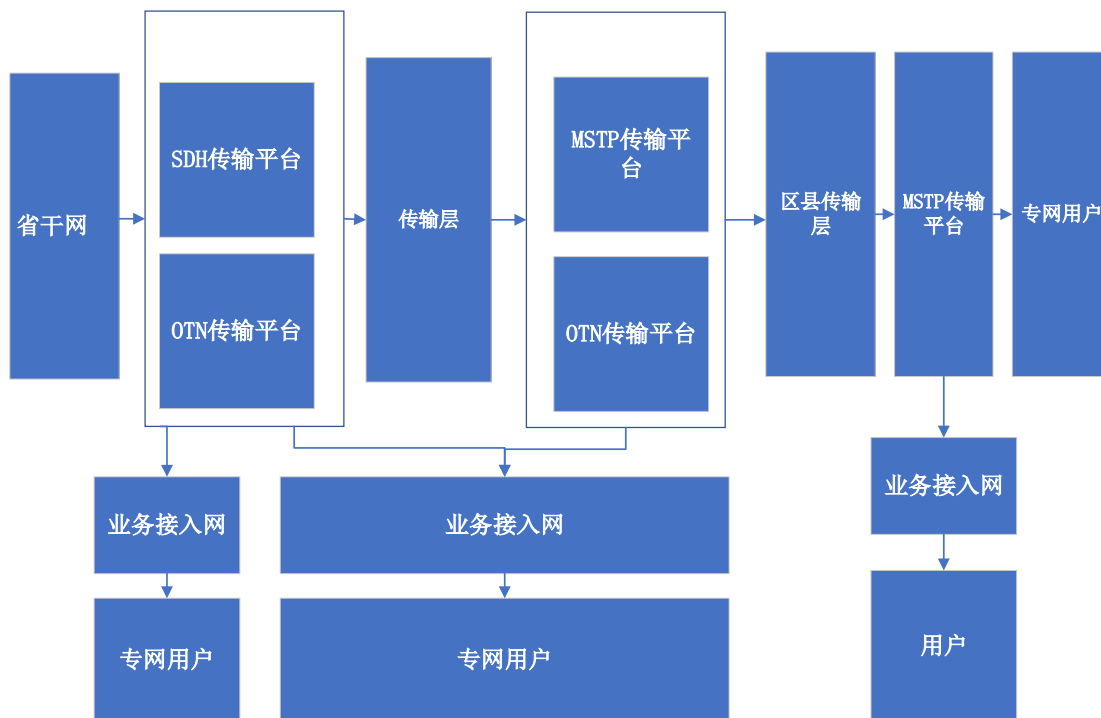 省干网
SDH传输平台
OTN传输平台
传输层
MSTP传输平
台
OTN传输平台
区县传输
层
MSTP传输
平台
专网用户
业务接入网
业务接入网
业务接入网
专网用户
专网用户
用户